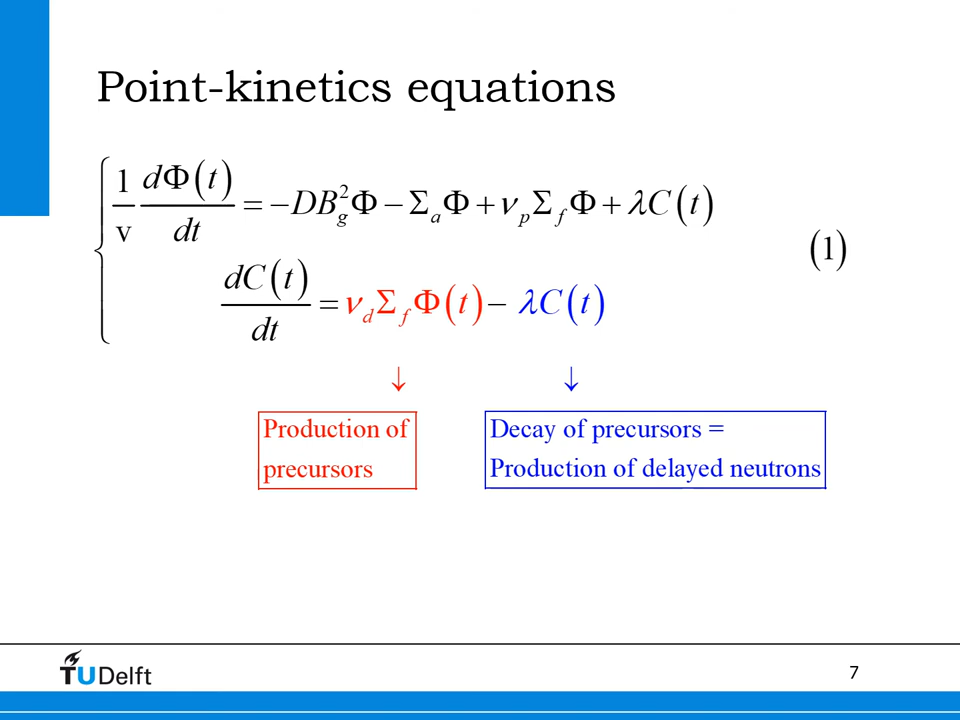 Point-kinetics equations
1/v dΦ(t)/dt = −DB_g^2Φ − Σ_aΦ + ν_pΣ_fΦ + λC(t)
(1)
dC(t)/dt = ν_dΣ_fΦ(t) − λC(t)
↓ ↓
Production of
precursors
Decay of precursors =
Production of delayed neutrons
TUDelft
7